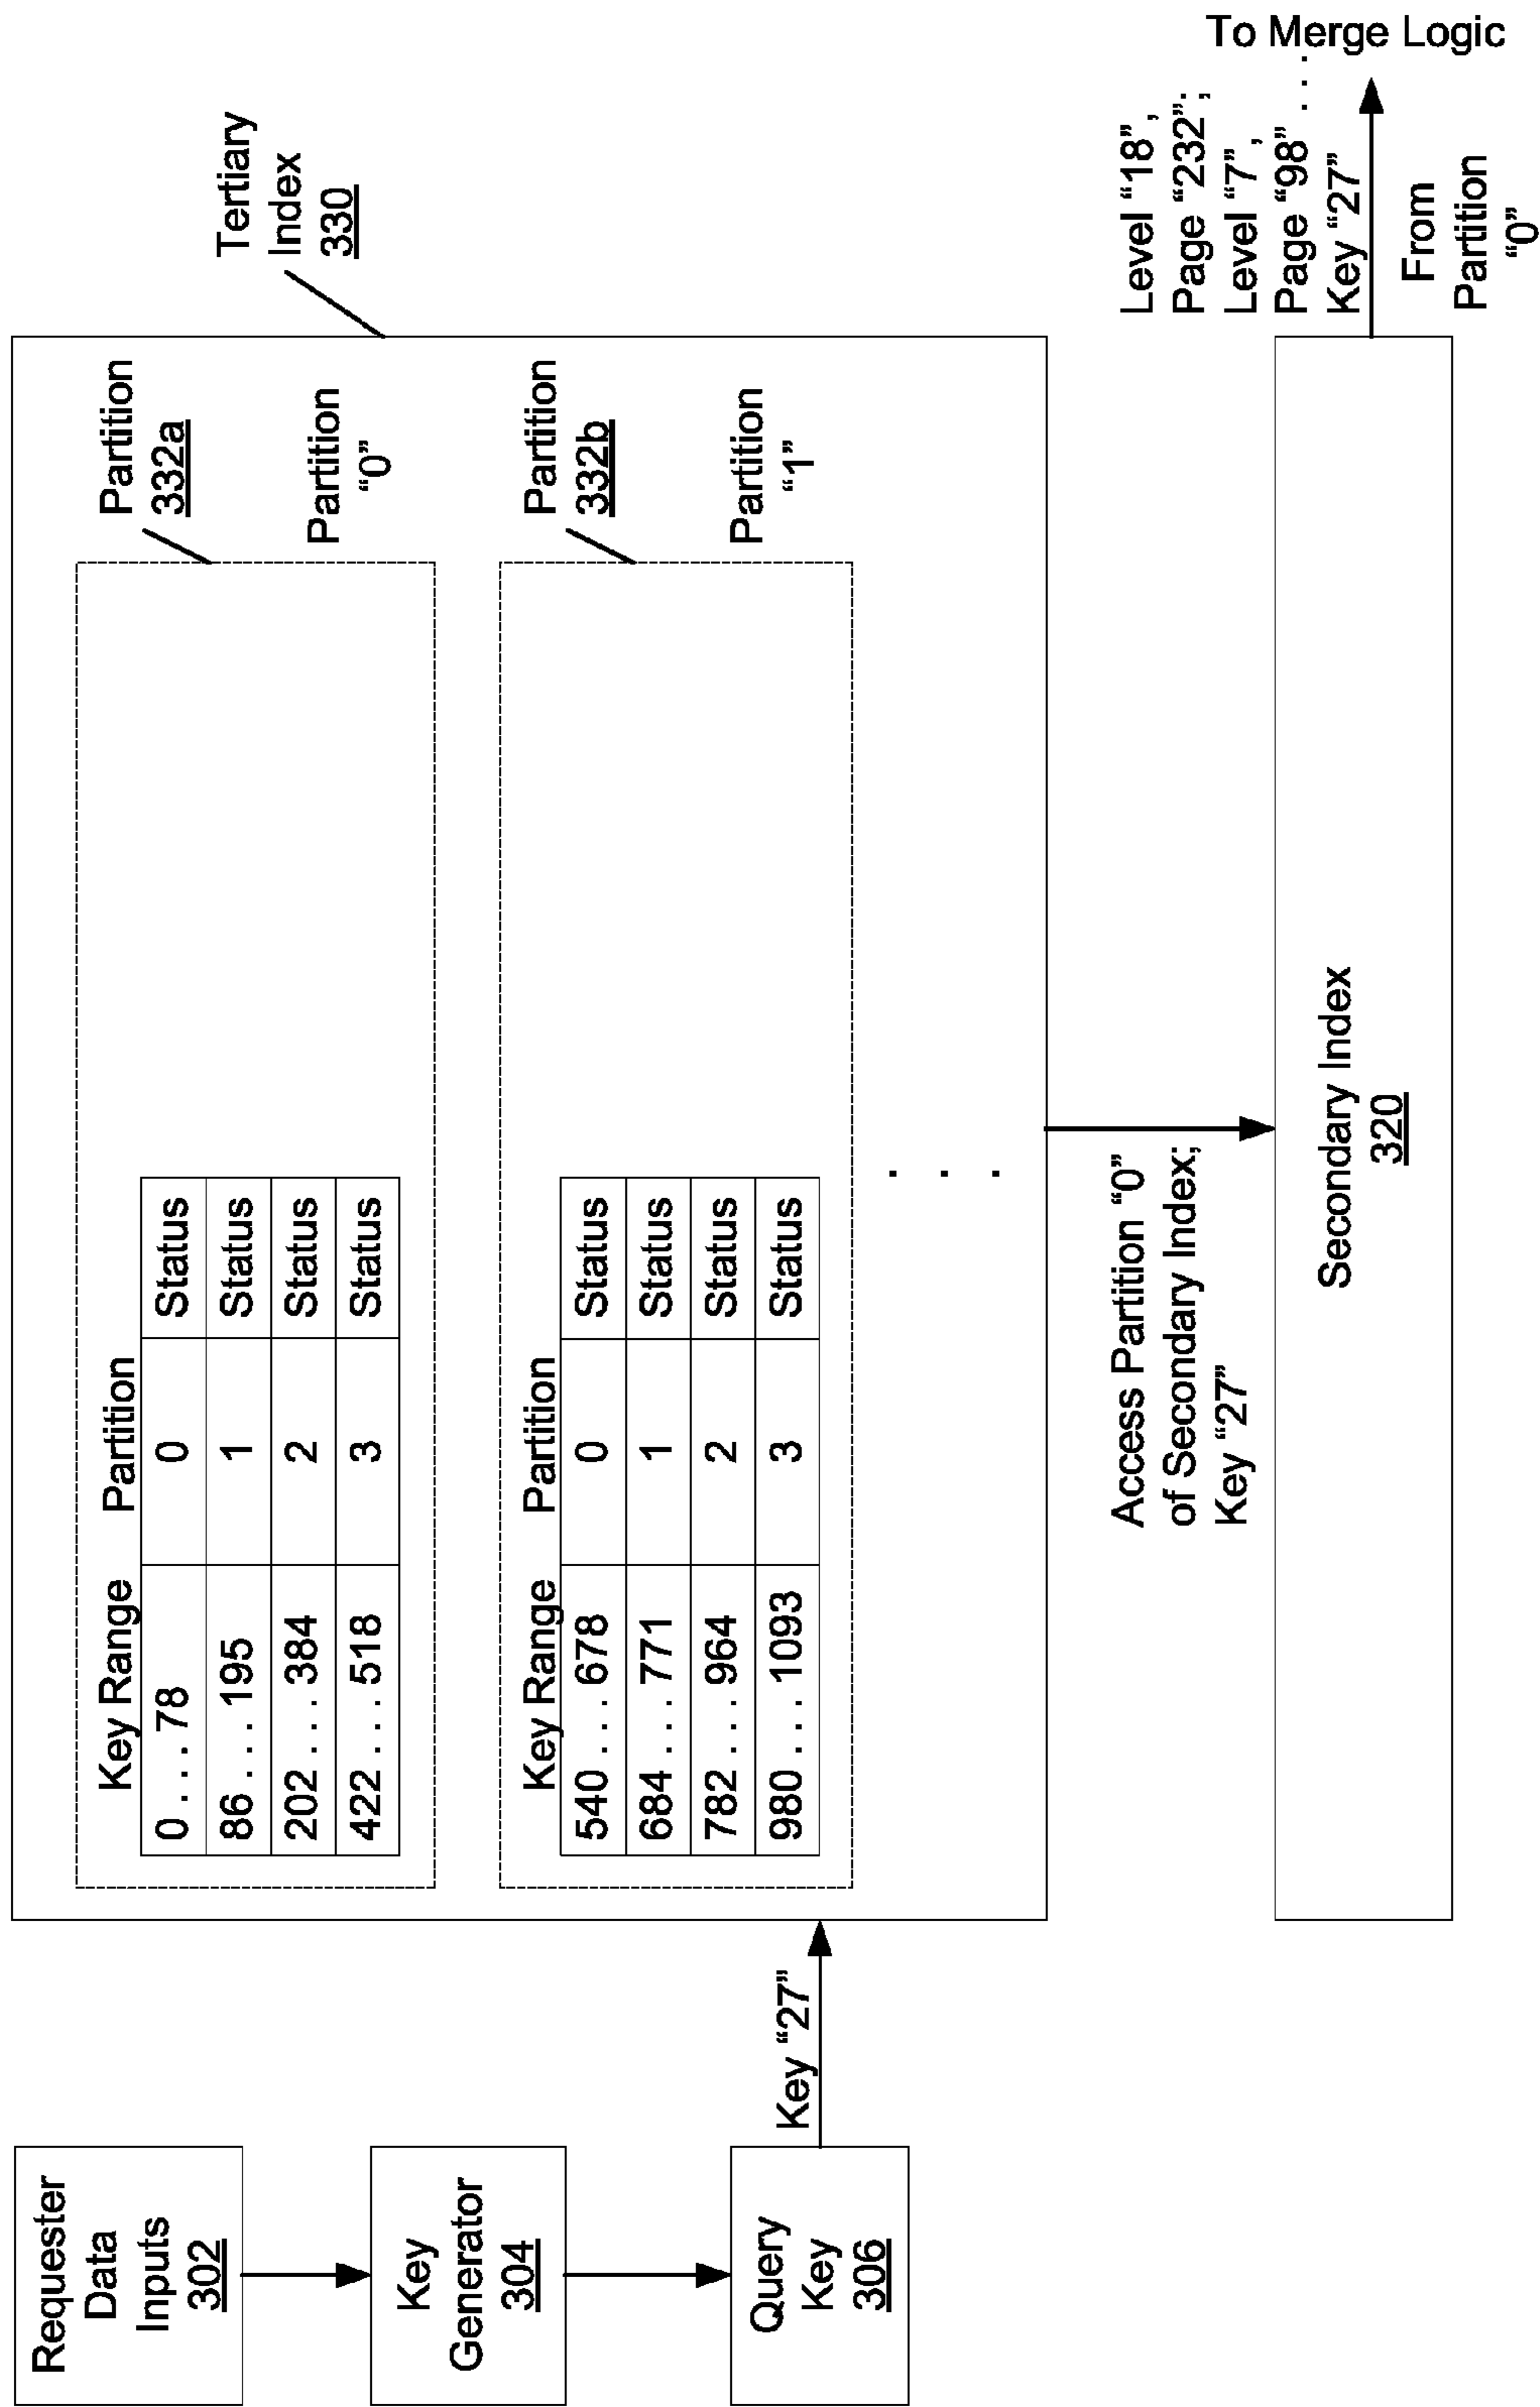 Requester
Data
Inputs
302
Key
Generator
304
Query
Key
306
Key “27”
Tertiary
Index
330
Partition
332a
Partition
“0”
Key Range Partition
0 . . . 78 0 Status
86 . . . 195 1 Status
202 . . . 384 2 Status
422 . . . 518 3 Status
Partition
332b
Partition
“1”
Key Range Partition
540 . . . 678 0 Status
684 . . . 771 1 Status
782 . . . 964 2 Status
980 . . . 1093 3 Status
. . .
Access Partition “0”
of Secondary Index;
Key “27”
Secondary Index
320
Level “18”,
Page “232”;
Level “7”,
Page “98” . . .
Key “27”
To Merge Logic
From
Partition
“0”